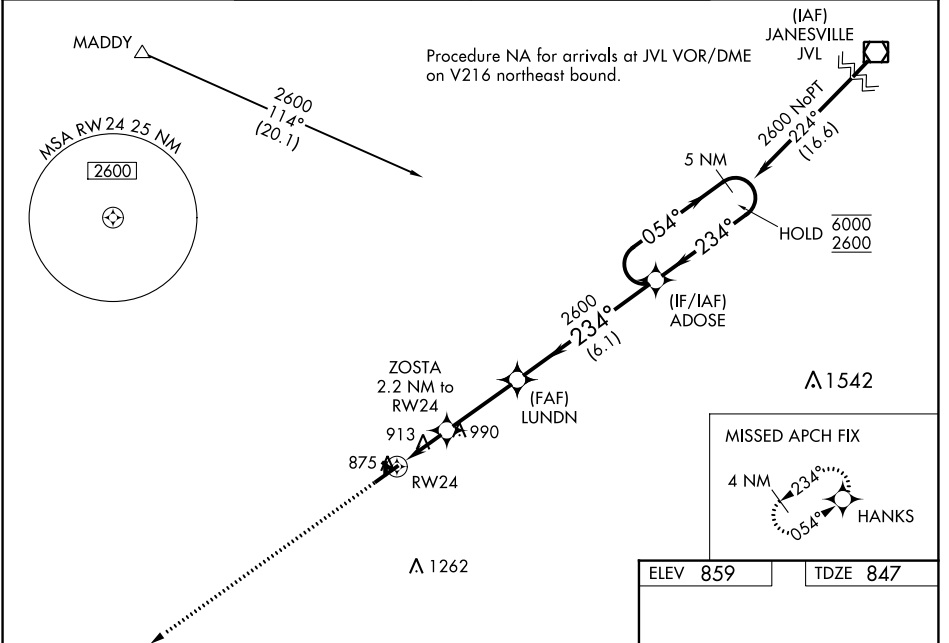 MADDY
2600
114°
(20.1)
Procedure NA for arrivals at JVL VOR/DME
on V216 northeast bound.
(IAF)
JANESVILLE
JVL
2600 NoPT
224°
(16.6)
MSA RW 24 25 NM
2600
5 NM
054°
234°
HOLD
6000
2600
(IF/IAF)
ADOSE
2600
234°
(6.1)
ZOSTA
2.2 NM to
RW24
(FAF)
LUNDN
1542
913
990
875
RW24
MISSED APCH FIX
4 NM
234°
054°
HANKS
1262
ELEV 859
TDZE 847